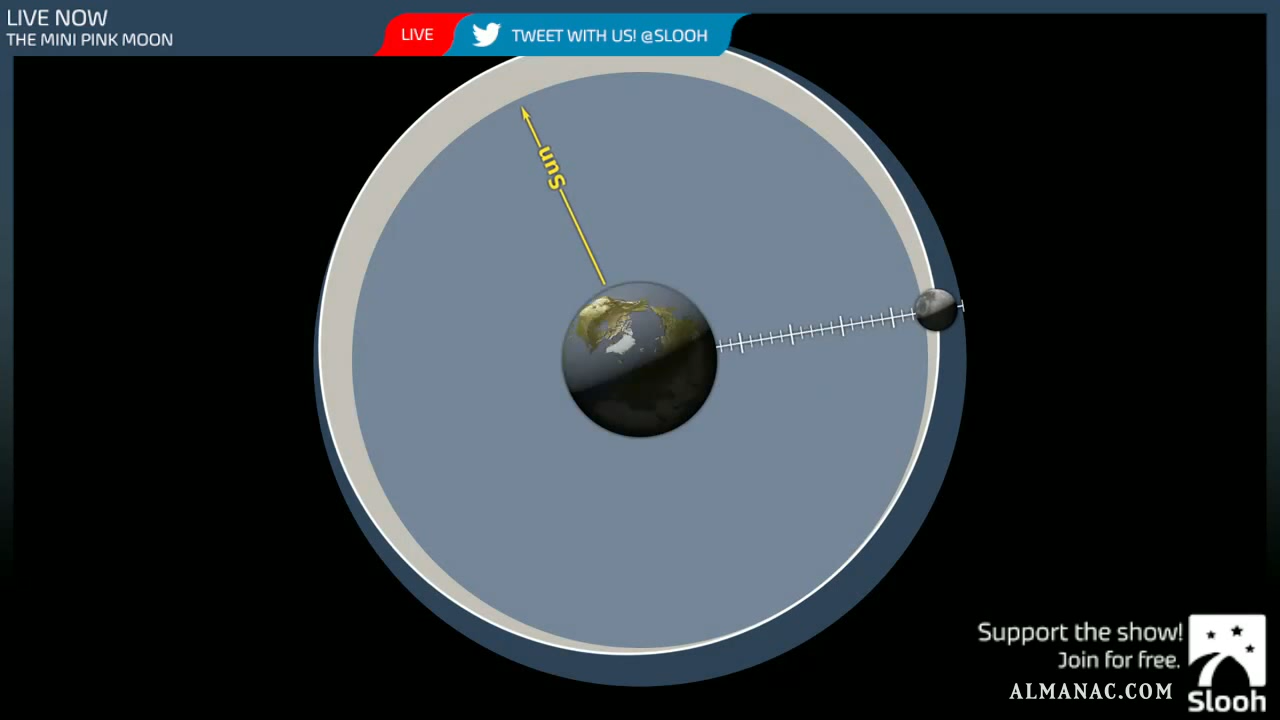 LIVE NOW
THE MINI PINK MOON
LIVE
TWEET WITH US! @SLOOH
Sun
Support the show!
Join for free.
ALMANAC.COM
Slooh